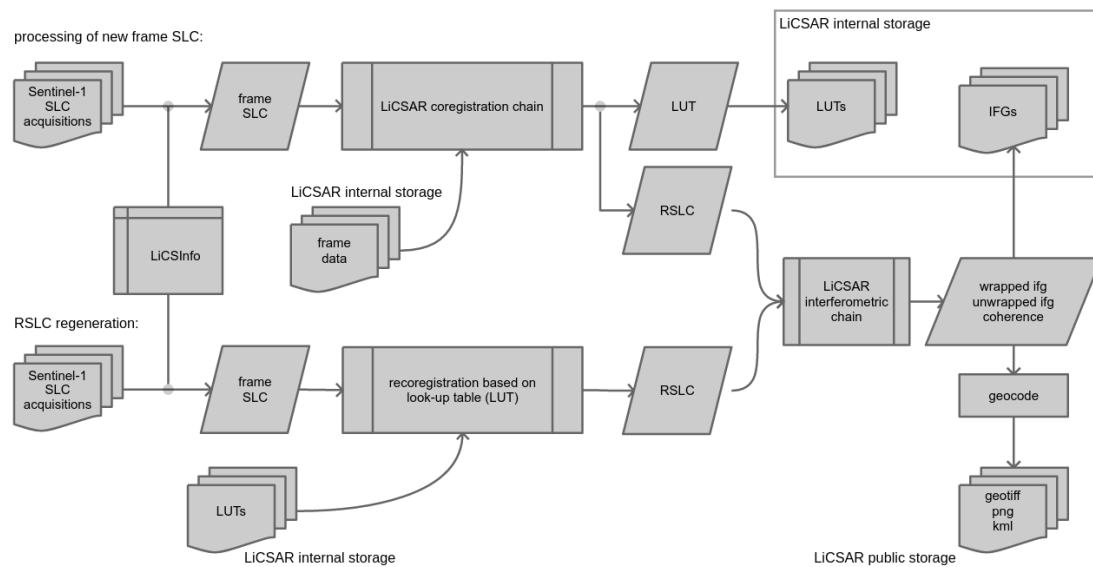 LiCSAR internal storage
processing of new frame SLC:
Sentinel-1
SLC
acquisitions
frame
SLC
LiCSAR coregistration chain
LUT
LUTs
IFGs
LiCSAR internal storage
frame
data
RSLC
LiCSInfo
LiCSAR
interferometric
chain
wrapped ifg
unwrapped ifg
coherence
RSLC regeneration:
Sentinel-1
SLC
acquisitions
frame
SLC
recoregistration based on
look-up table (LUT)
RSLC
geocode
LUTs
LiCSAR internal storage
geotiff
png
kml
LiCSAR public storage